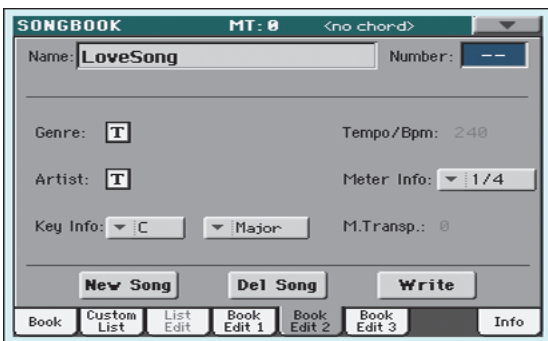 SONGBOOK MT: 0 <no chord>
Name: LoveSong Number: --
Genre: T Tempo/Bpm: 240
Artist: T Meter Info: 1/4
Key Info: C Major M.Transp.: 0
New Song Del Song Write
Book Custom List List Edit Book Edit 1 Book Edit 2 Book Edit 3 Info